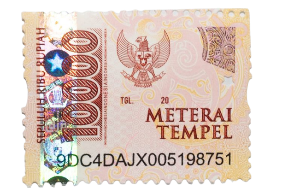 SEPULUH RIBU RUPIAH
10000
TGL. 20
METERAI
TEMPEL
9DC4DAJX005198751